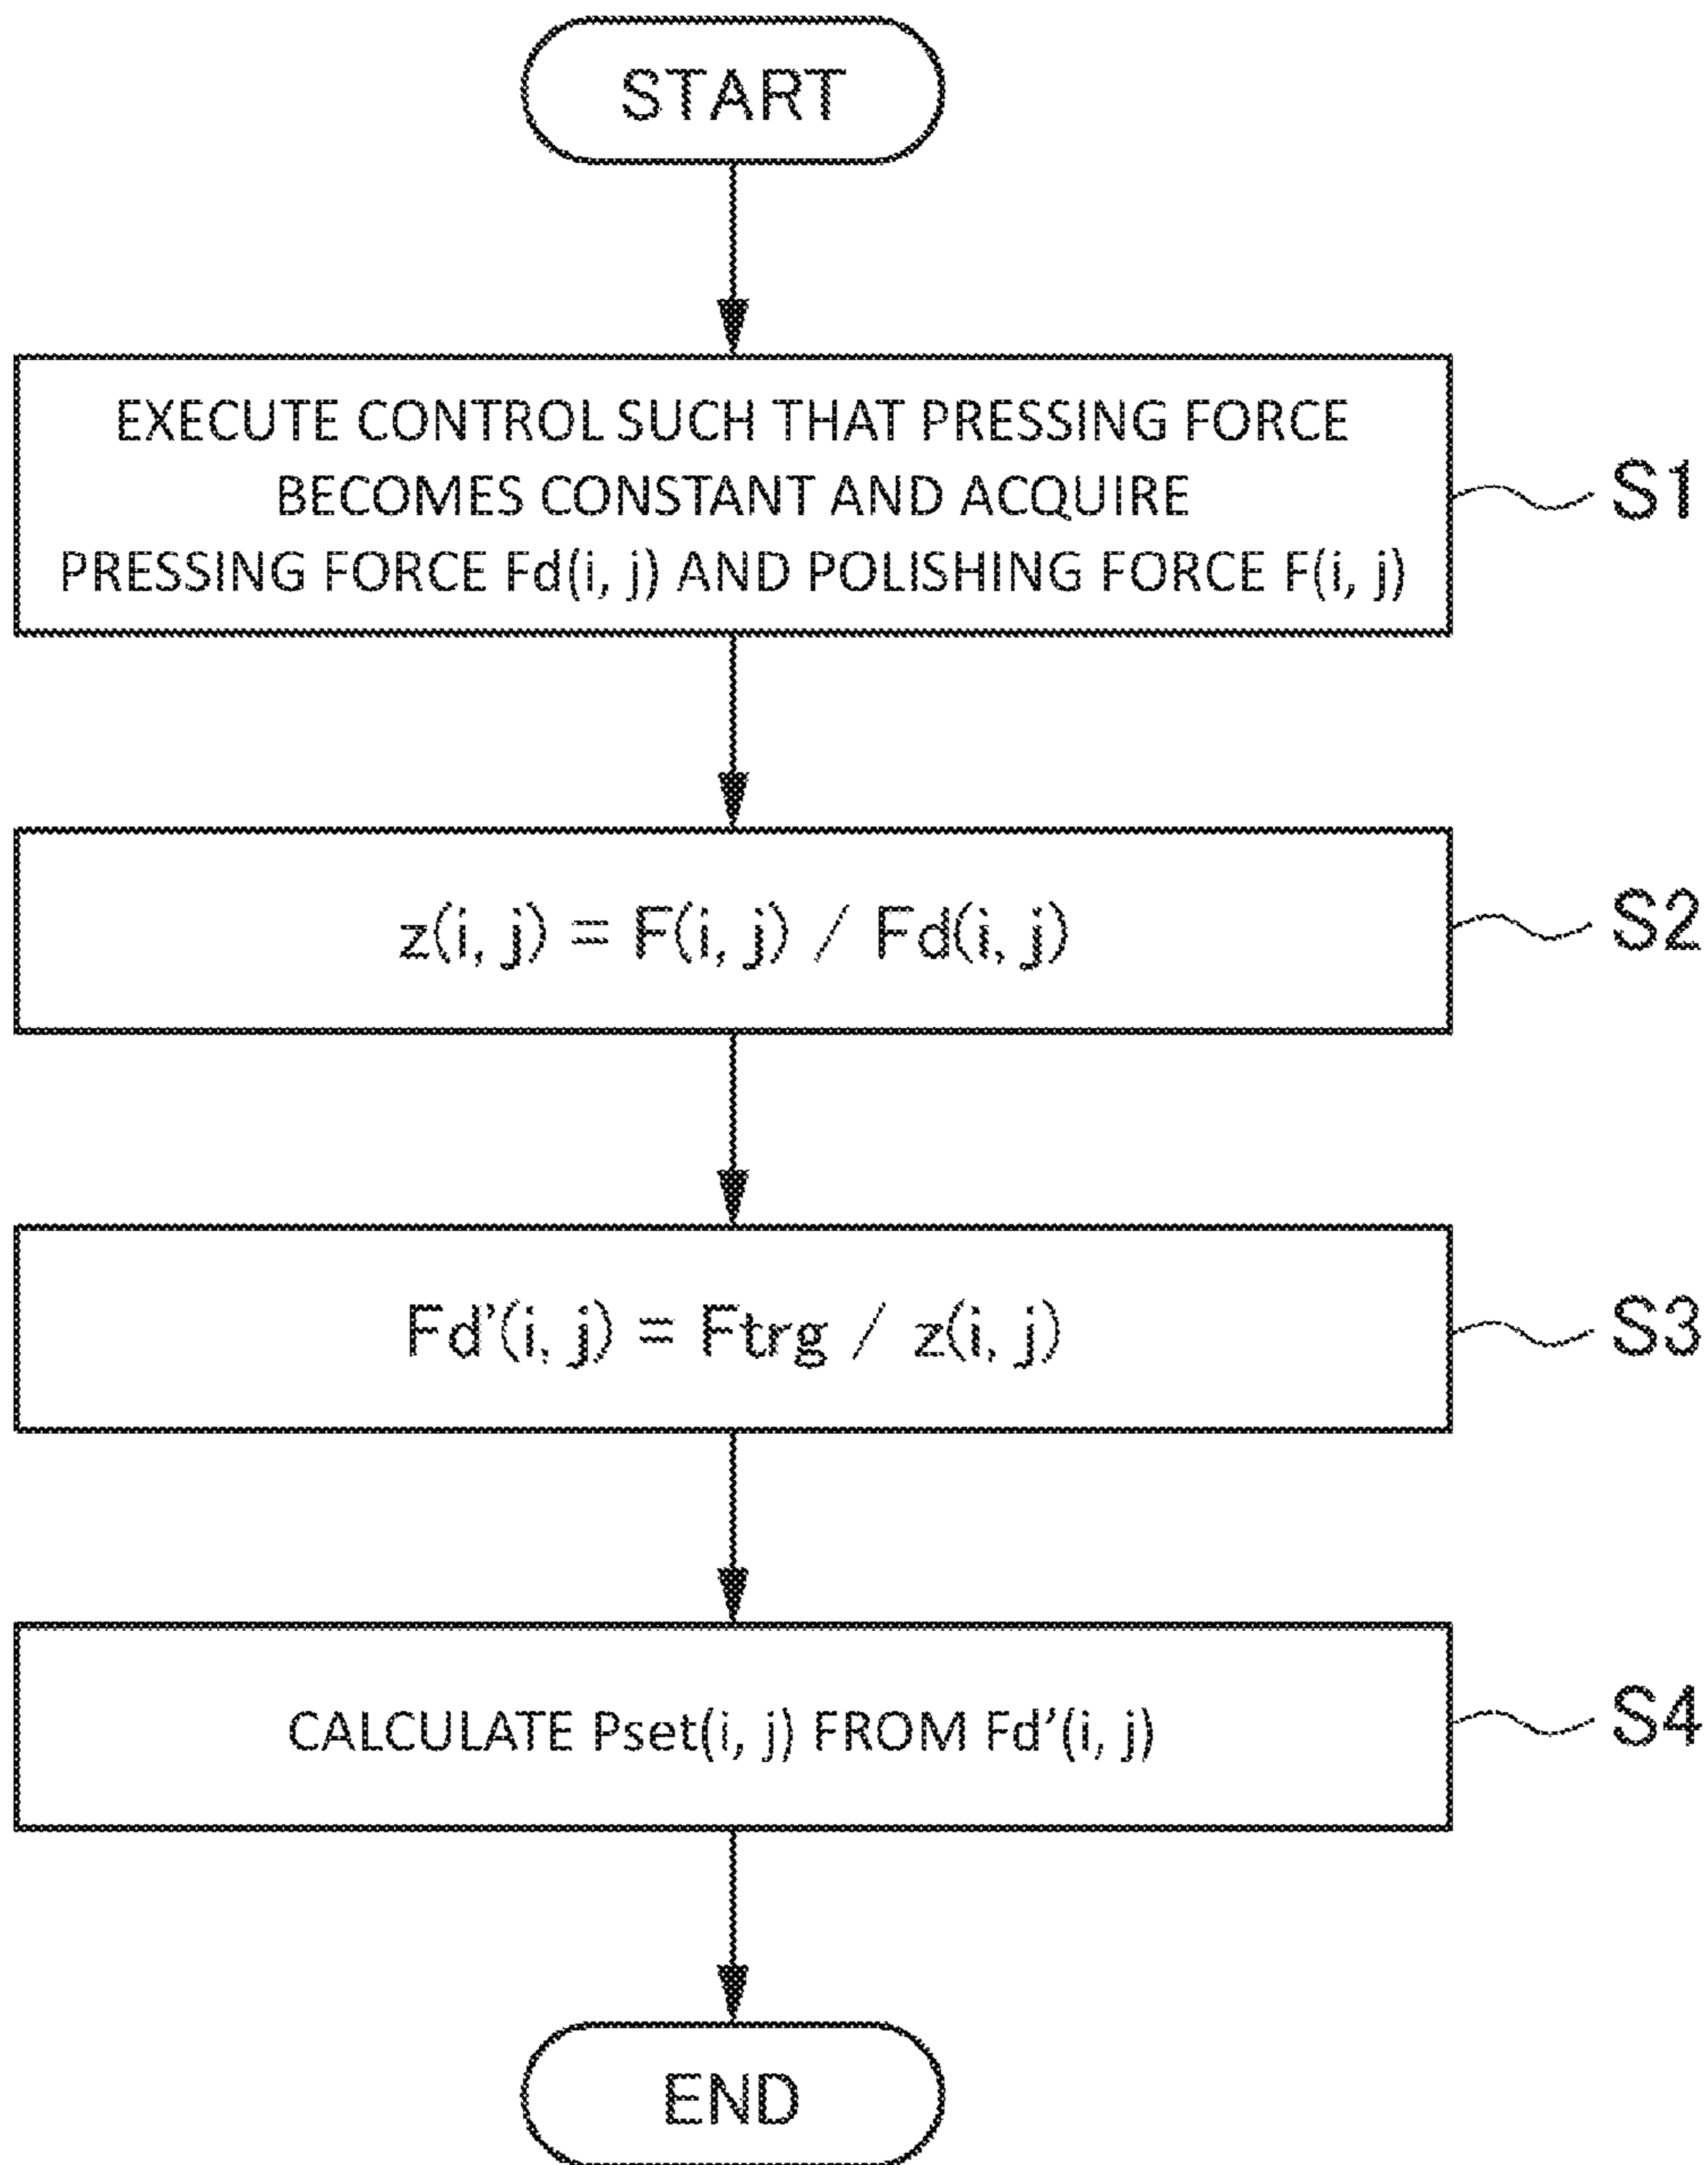 START
EXECUTE CONTROL SUCH THAT PRESSING FORCE
BECOMES CONSTANT AND ACQUIRE
PRESSING FORCE Fd(i, j) AND POLISHING FORCE F(i, j)
S1
z(i, j) = F(i, j) / Fd(i, j)
S2
Fd'(i, j) = Ftrg / z(i, j)
S3
CALCULATE Pset(i, j) FROM Fd'(i, j)
S4
END